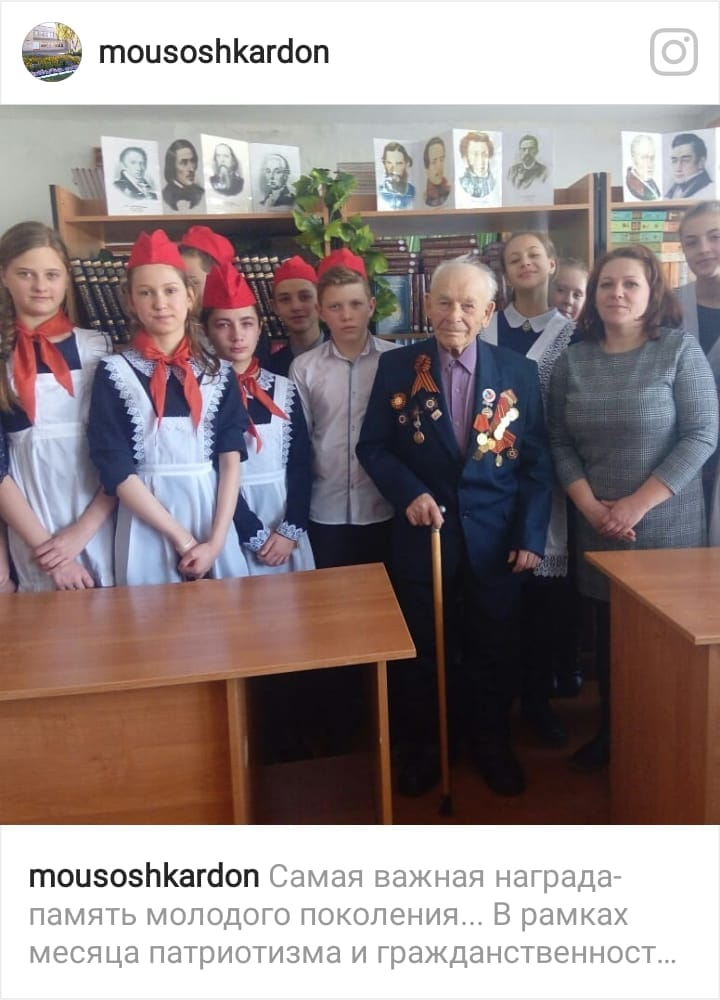 mousoshkardon
mousoshkardon Самая важная награда-
память молодого поколения... В рамках
месяца патриотизма и гражданственност...